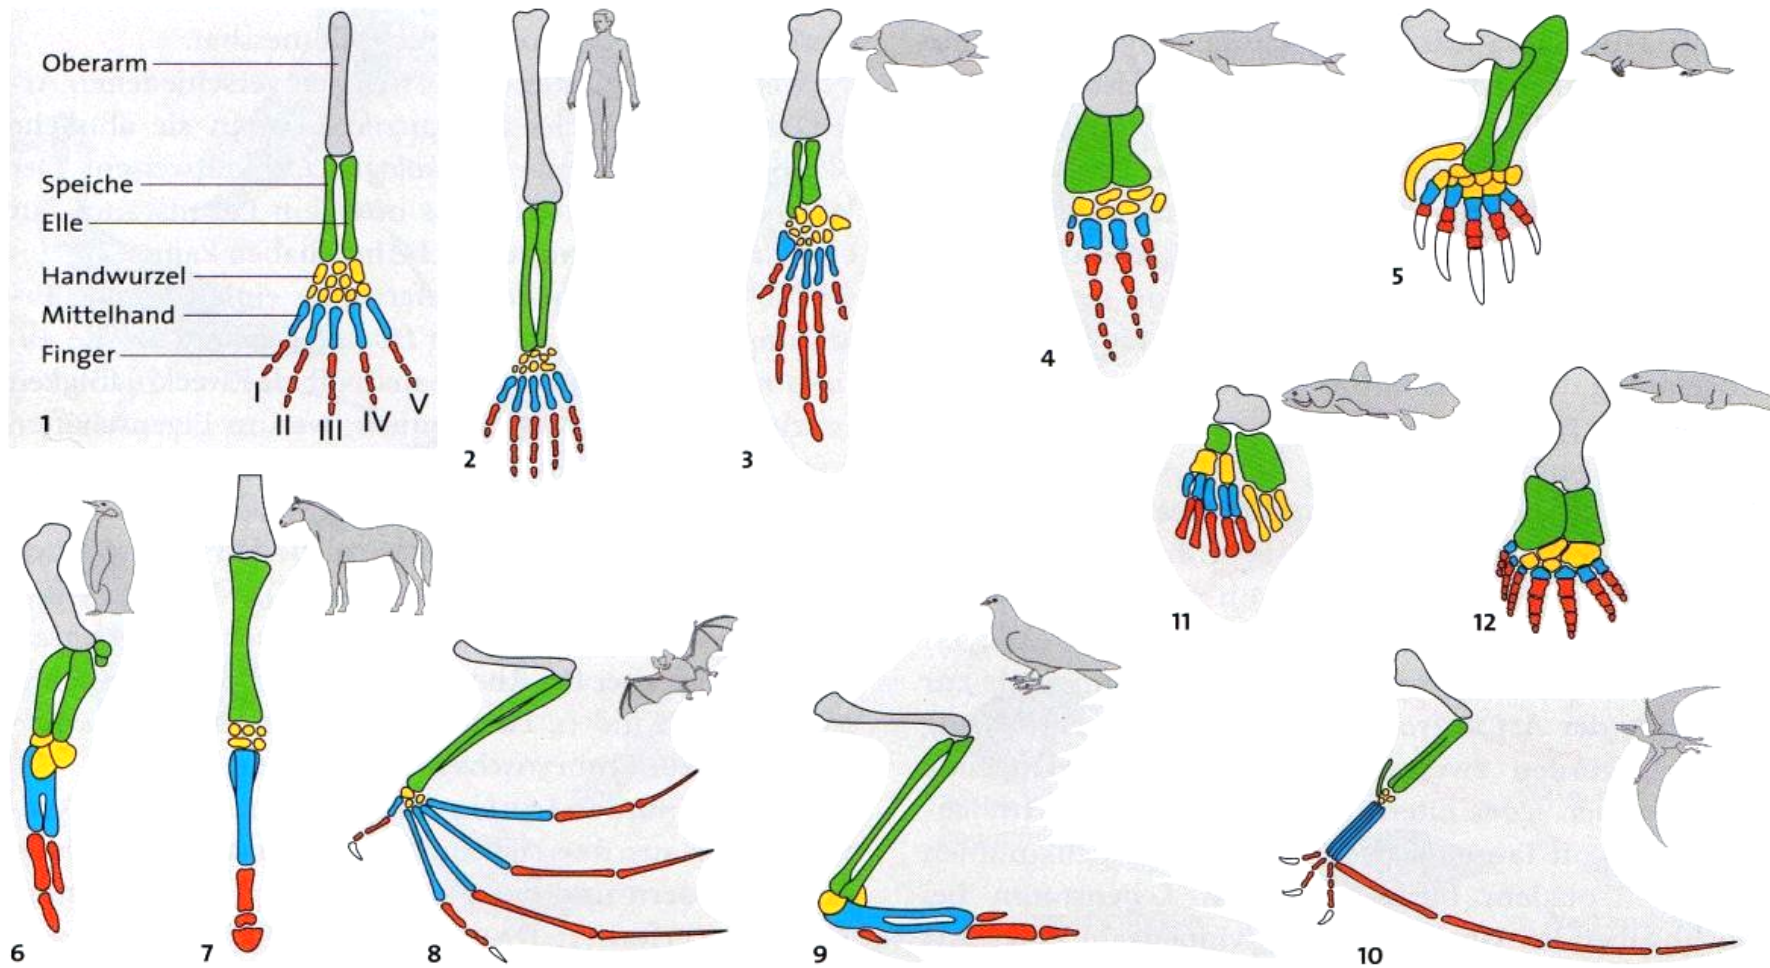 Oberarm
Speiche
Elle
Handwurzel
Mittelhand
Finger
I
II
III
IV
V
1
2
3
4
5
11
12
6
7
8
9
10